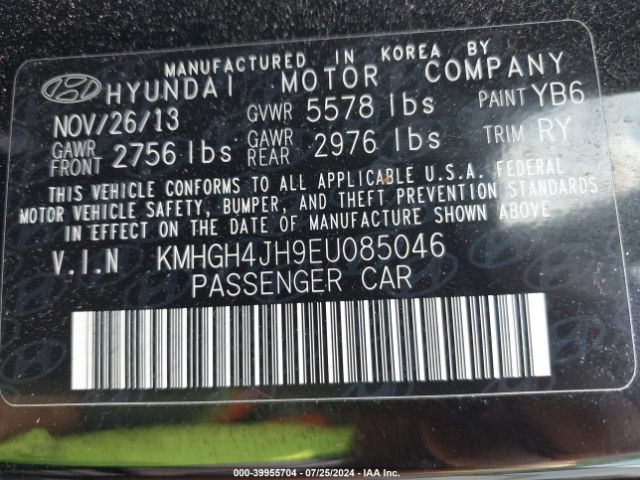 MANUFACTURED IN KOREA BY
HYUNDAI MOTOR COMPANY
NOV/26/13 GVWR 5578 lbs PAINT YB6
GAWR FRONT 2756 lbs GAWR REAR 2976 lbs TRIM RY
THIS VEHICLE CONFORMS TO ALL APPLICABLE U.S.A. FEDERAL
MOTOR VEHICLE SAFETY, BUMPER, AND THEFT PREVENTION STANDARDS
IN EFFECT ON THE DATE OF MANUFACTURE SHOWN ABOVE.
V.I.N KMHGH4JH9EU085046
PASSENGER CAR
000-39955704 - 07/25/2024 - IAA Inc.